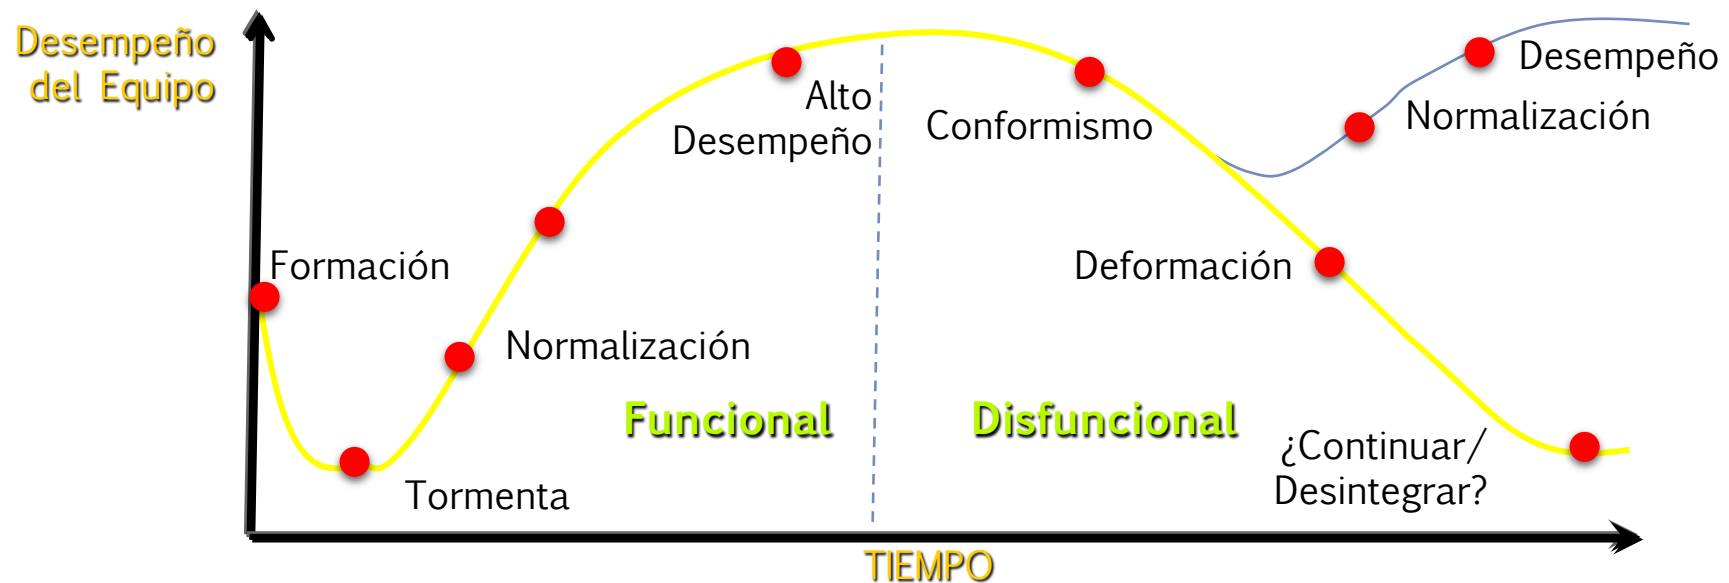 Desempeño
del Equipo
Formación
Tormenta
Normalización
Alto
Desempeño
Funcional
Conformismo
Disfuncional
Deformación
¿Continuar/
Desintegrar?
Normalización
Desempeño
TIEMPO